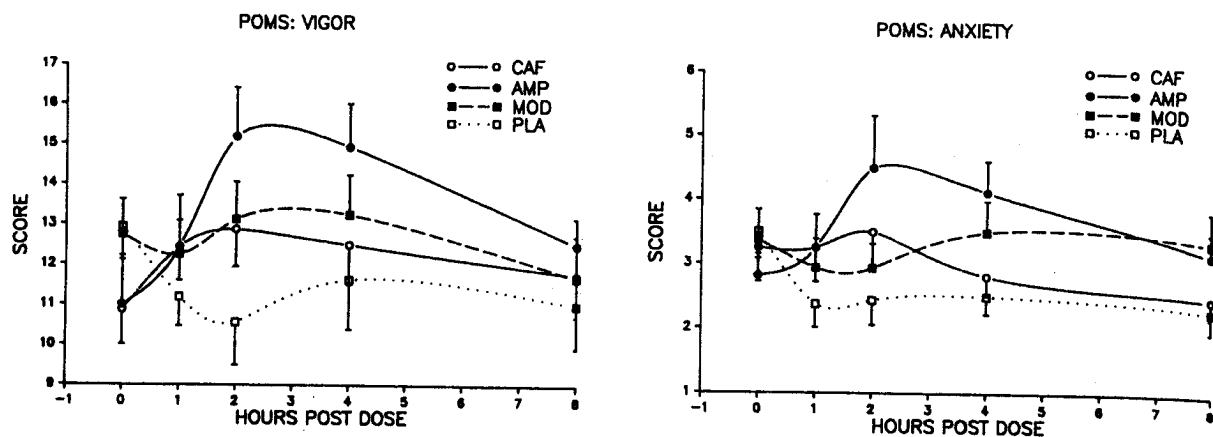 POMS: VIGOR
17
16
15
14
13
12
11
10
9
SCORE
CAF
AMP
MOD
PLA
-1 0 1 2 3 4 5 6 7 8
HOURS POST DOSE
POMS: ANXIETY
6
5
4
3
2
1
SCORE
CAF
AMP
MOD
PLA
-1 0 1 2 3 4 5 6 7 8
HOURS POST DOSE